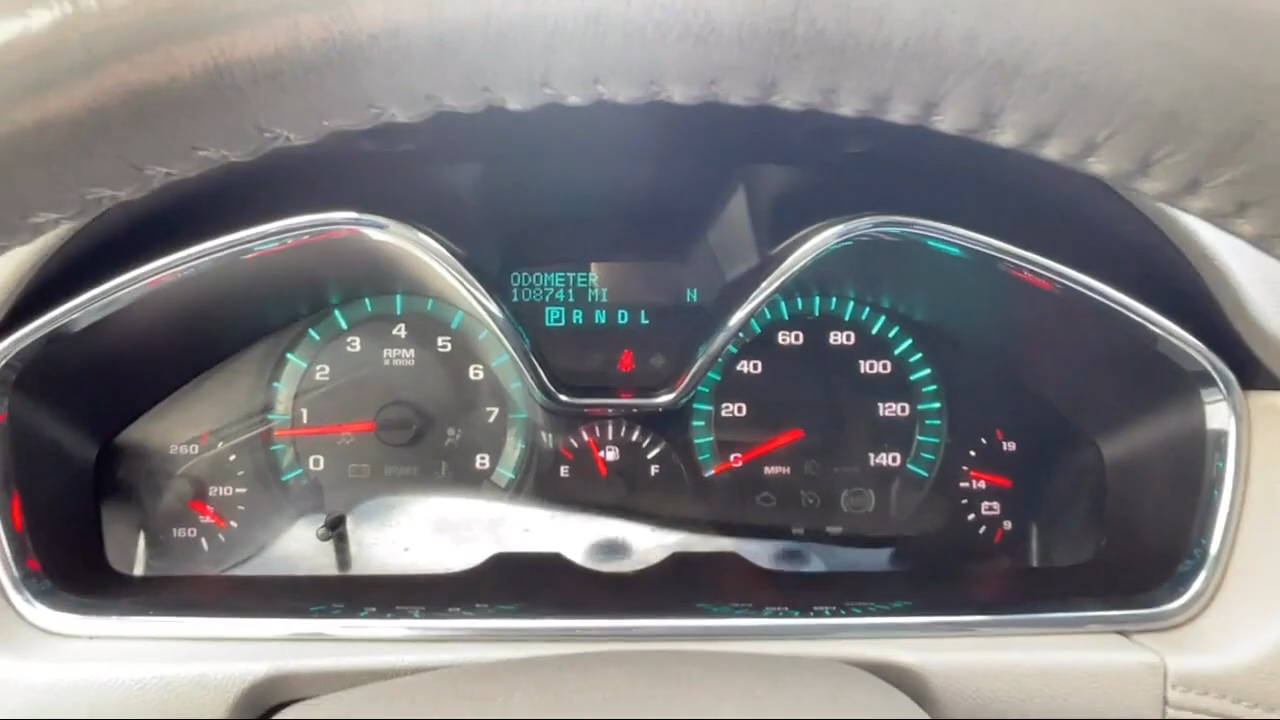 ODOMETER
108741 MI N
P R N D L
0 1 2 3 4 5 6 7 8
RPM
X 1000
260
210
160
BRAKE
E F
0 20 40 60 80 100 120 140
MPH
19
14
9